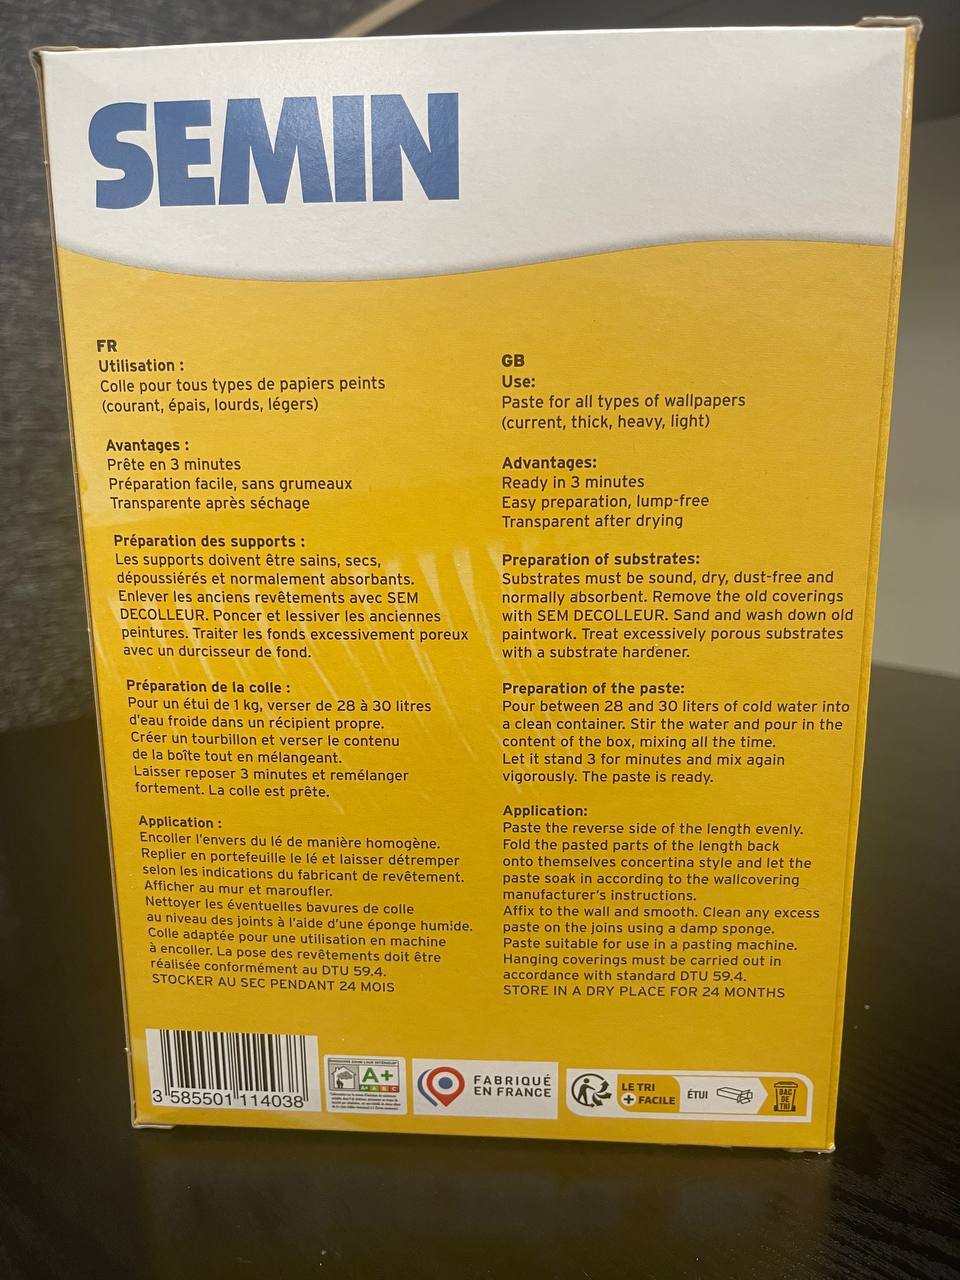 SEMIN
FR
Utilisation :
Colle pour tous types de papiers peints
(courant, épais, lourds, légers)
Avantages :
Prête en 3 minutes
Préparation facile, sans grumeaux
Transparente après séchage
Préparation des supports :
Les supports doivent être sains, secs,
dépoussiérés et normalement absorbants.
Enlever les anciens revêtements avec SEM
DECOLLEUR. Poncer et lessiver les anciennes
peintures. Traiter les fonds excessivement poreux
avec un durcisseur de fond.
Préparation de la colle :
Pour un étui de 1 kg, verser de 28 à 30 litres
d'eau froide dans un récipient propre.
Créer un tourbillon et verser le contenu
de la boîte tout en mélangeant.
Laisser reposer 3 minutes et remélanger
fortement. La colle est prête.
Application :
Encoller l'envers du lé de manière homogène.
Replier en portefeuille le lé et laisser détremper
selon les indications du fabricant de revêtement.
Afficher au mur et maroufler.
Nettoyer les éventuelles bavures de colle
au niveau des joints à l'aide d'une éponge humide.
Colle adaptée pour une utilisation en machine
à encoller. La pose des revêtements doit être
réalisée conformément au DTU 59.4.
STOCKER AU SEC PENDANT 24 MOIS
GB
Use:
Paste for all types of wallpapers
(current, thick, heavy, light)
Advantages:
Ready in 3 minutes
Easy preparation, lump-free
Transparent after drying
Preparation of substrates:
Substrates must be sound, dry, dust-free and
normally absorbent. Remove the old coverings
with SEM DECOLLEUR. Sand and wash down old
paintwork. Treat excessively porous substrates
with a substrate hardener.
Preparation of the paste:
Pour between 28 and 30 liters of cold water into
a clean container. Stir the water and pour in the
content of the box, mixing all the time.
Let it stand 3 for minutes and mix again
vigorously. The paste is ready.
Application:
Paste the reverse side of the length evenly.
Fold the pasted parts of the length back
onto themselves concertina style and let the
paste soak in according to the wallcovering
manufacturer's instructions.
Affix to the wall and smooth. Clean any excess
paste on the joins using a damp sponge.
Paste suitable for use in a pasting machine.
Hanging coverings must be carried out in
accordance with standard DTU 59.4.
STORE IN A DRY PLACE FOR 24 MONTHS
3 585501 114038
A+
A+ A B C
FABRIQUÉ
EN FRANCE
LE TRI
+ FACILE
ÉTUI
BAC
DE
TRI